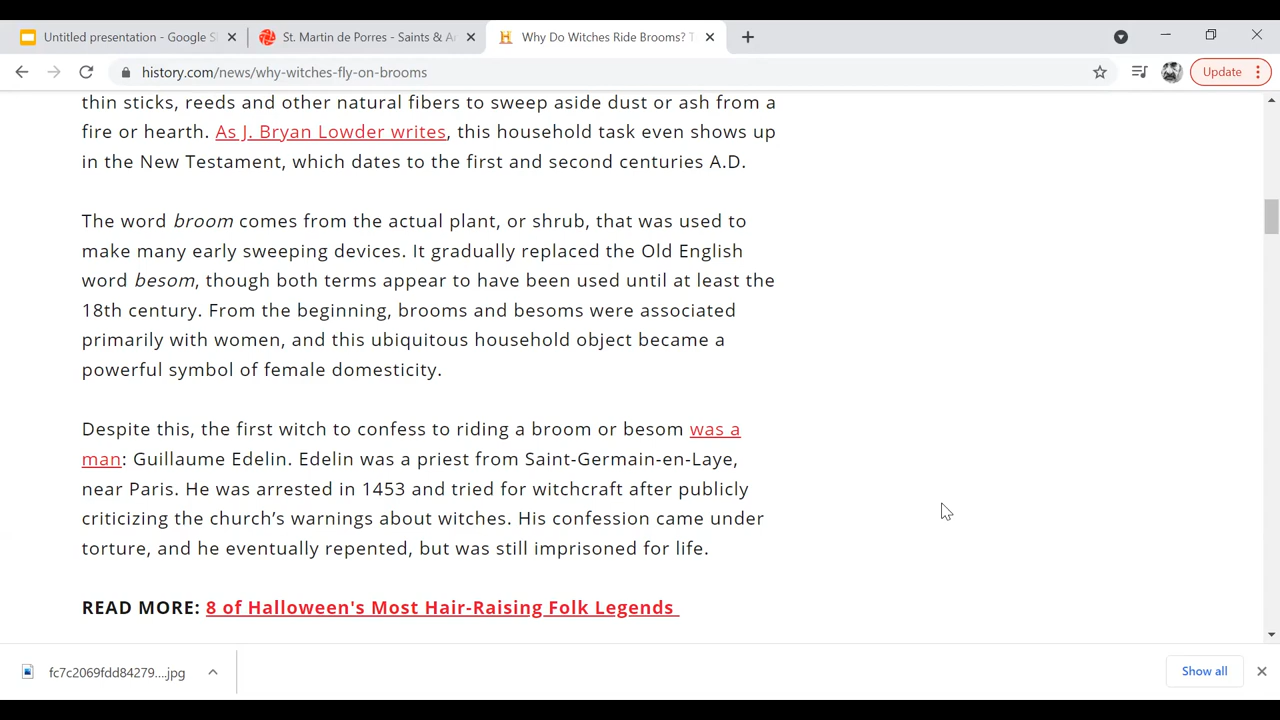 Untitled presentation - Google S
St. Martin de Porres - Saints & A
Why Do Witches Ride Brooms? T
history.com/news/why-witches-fly-on-brooms
Update
thin sticks, reeds and other natural fibers to sweep aside dust or ash from a
fire or hearth. As J. Bryan Lowder writes, this household task even shows up
in the New Testament, which dates to the first and second centuries A.D.
The word broom comes from the actual plant, or shrub, that was used to
make many early sweeping devices. It gradually replaced the Old English
word besom, though both terms appear to have been used until at least the
18th century. From the beginning, brooms and besoms were associated
primarily with women, and this ubiquitous household object became a
powerful symbol of female domesticity.
Despite this, the first witch to confess to riding a broom or besom was a
man: Guillaume Edelin. Edelin was a priest from Saint-Germain-en-Laye,
near Paris. He was arrested in 1453 and tried for witchcraft after publicly
criticizing the church’s warnings about witches. His confession came under
torture, and he eventually repented, but was still imprisoned for life.
READ MORE: 8 of Halloween's Most Hair-Raising Folk Legends
fc7c2069fdd84279....jpg
Show all